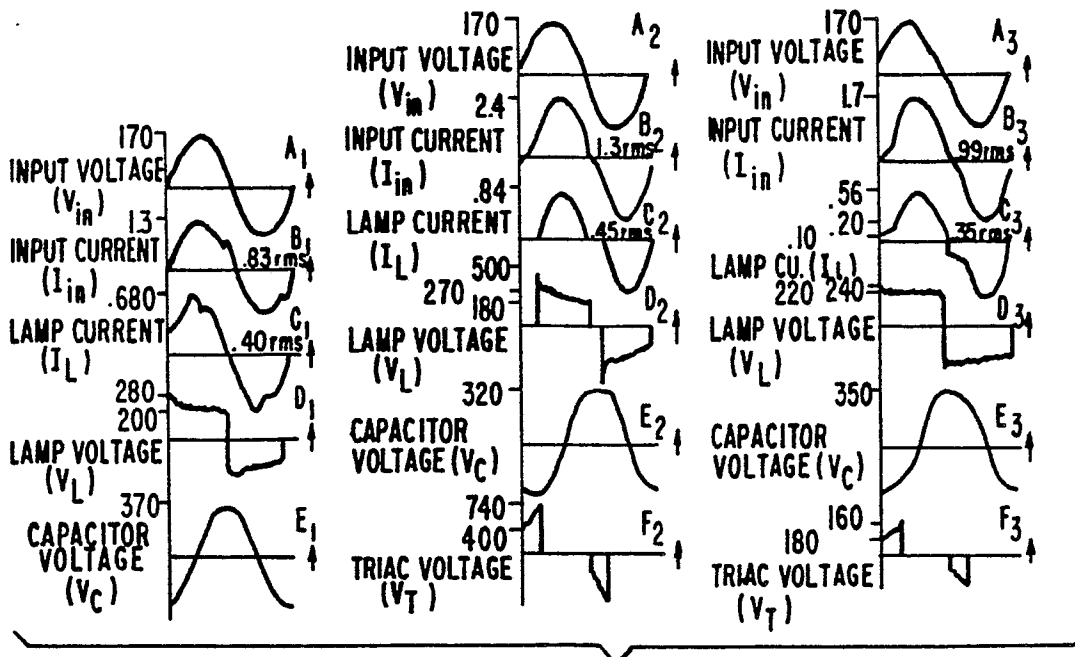 170
A1
INPUT VOLTAGE
(Vin)
1.3
B1
INPUT CURRENT
(Iin)
.83rms
.680
C1
LAMP CURRENT
(IL)
.40rms
280
D1
200
LAMP VOLTAGE
(VL)
370
E1
CAPACITOR
VOLTAGE
(VC)
170
A2
INPUT VOLTAGE
(Vin)
2.4
B2
INPUT CURRENT
(Iin)
1.3rms
.84
C2
LAMP CURRENT
(IL)
.45rms
500
270
180
D2
LAMP VOLTAGE
(VL)
320
E2
CAPACITOR
VOLTAGE (VC)
740
F2
400
TRIAC VOLTAGE
(VT)
170
A3
INPUT VOLTAGE
(Vin)
1.7
B3
INPUT CURRENT
(Iin)
.99rms
.56
.20
C3
.35rms
.10
LAMP CU. (IL)
220 240
D3
LAMP VOLTAGE
(VL)
350
E3
CAPACITOR
VOLTAGE (VC)
160
F3
180
TRIAC VOLTAGE
(VT)